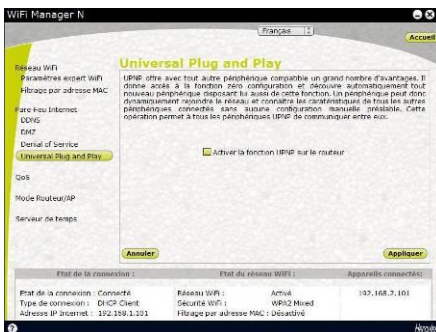 WiFi Manager N
Français
Accueil
Universal Plug and Play
Réseau WiFi
Paramètres expert WiFi
Filtrage par adresse MAC
Pare-Feu Internet
DDNS
DMZ
Denial of Service
Universal Plug and Play
QoS
Mode Routeur/AP
Serveur de temps
UPNP offre avec tout autre périphérique compatible un grand nombre d'avantages. Il
donne accès à la fonction zéro configuration et découvre automatiquement tout
nouveau périphérique disposant lui aussi de cette fonction. Un périphérique peut donc
dynamiquement rejoindre le réseau et connaître les caratéristiques de tous les autres
périphériques connectés sans aucune configuration manuelle préalable. Cette
opération permet à tous les périphériques UPNP de communiquer entre eux.
Activer la fonction UPNP sur le routeur
Annuler
Appliquer
Etat de la connexion :
Etat de la connexion : Connecté
Type de connexion : DHCP Client
Adresse IP Internet : 192.168.1.101
Etat du réseau WiFi :
Réseau WiFi : Activé
Sécurité WiFi : WPA2 Mixed
Filtrage par adresse MAC : Désactivé
Appareils connectés:
192.168.2.101
Hercules